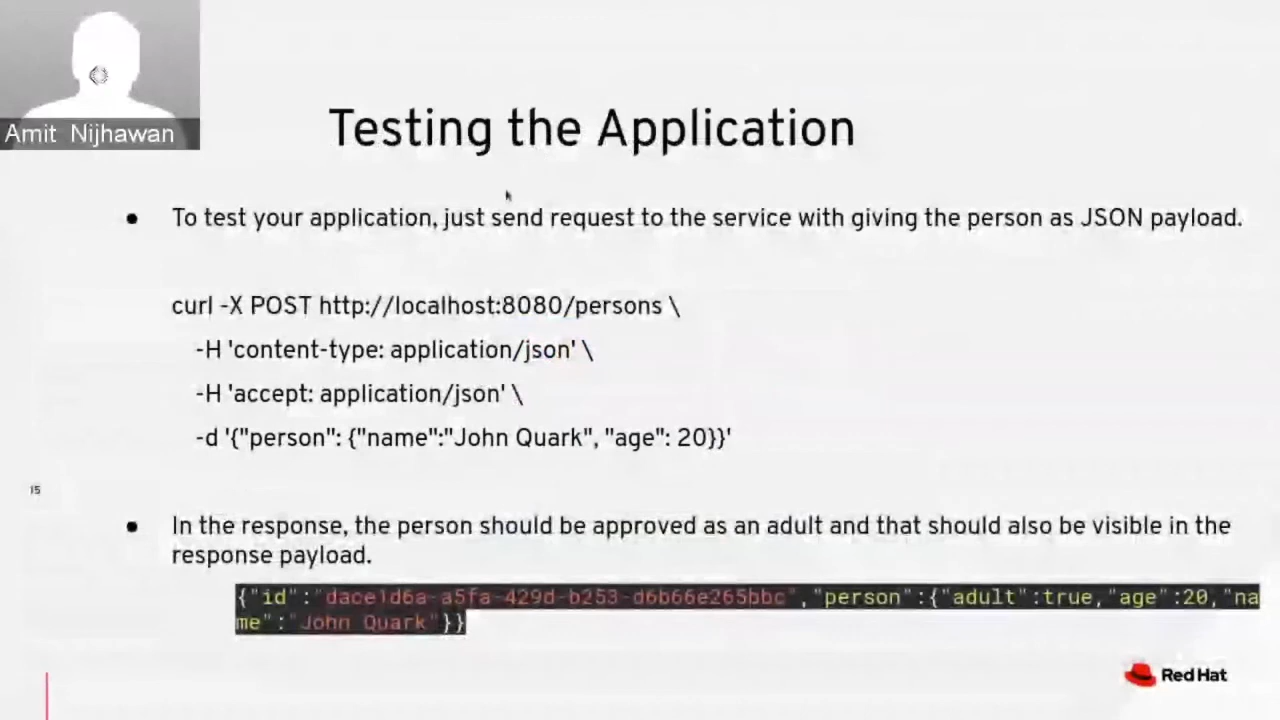 Amit Nijhawan
Testing the Application
● To test your application, just send request to the service with giving the person as JSON payload.
curl -X POST http://localhost:8080/persons \
-H 'content-type: application/json' \
-H 'accept: application/json' \
-d '{"person": {"name":"John Quark", "age": 20}}'
15
● In the response, the person should be approved as an adult and that should also be visible in the
response payload.
{"id":"dace1d6a-a5fa-429d-b253-d6b66e265bbc","person":{"adult":true,"age":20,"na
me":"John Quark"}}
Red Hat